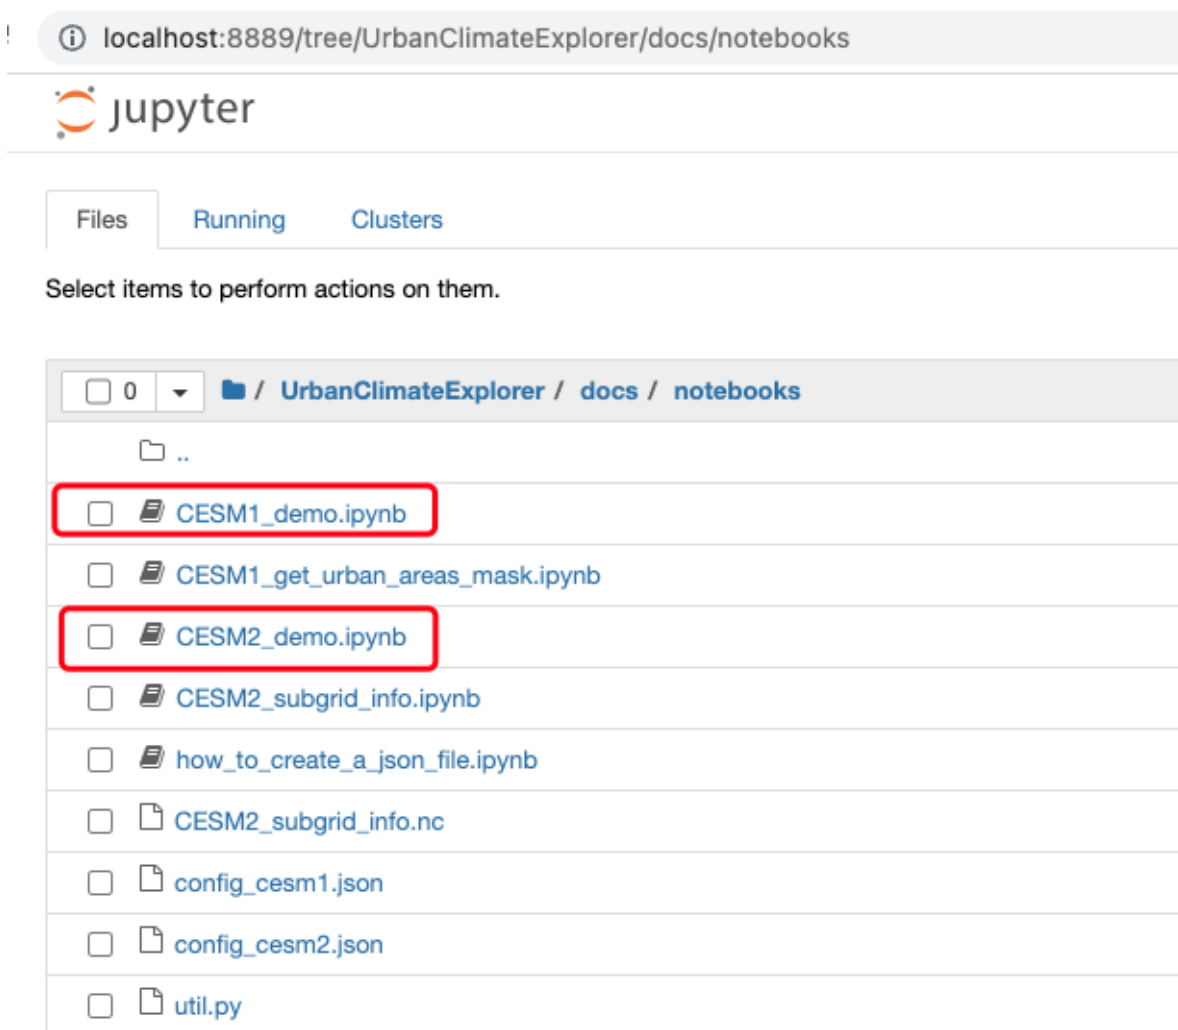 localhost:8889/tree/UrbanClimateExplorer/docs/notebooks
jupyter
Files Running Clusters
Select items to perform actions on them.
0 / UrbanClimateExplorer / docs / notebooks
..
CESM1_demo.ipynb
CESM1_get_urban_areas_mask.ipynb
CESM2_demo.ipynb
CESM2_subgrid_info.ipynb
how_to_create_a_json_file.ipynb
CESM2_subgrid_info.nc
config_cesm1.json
config_cesm2.json
util.py